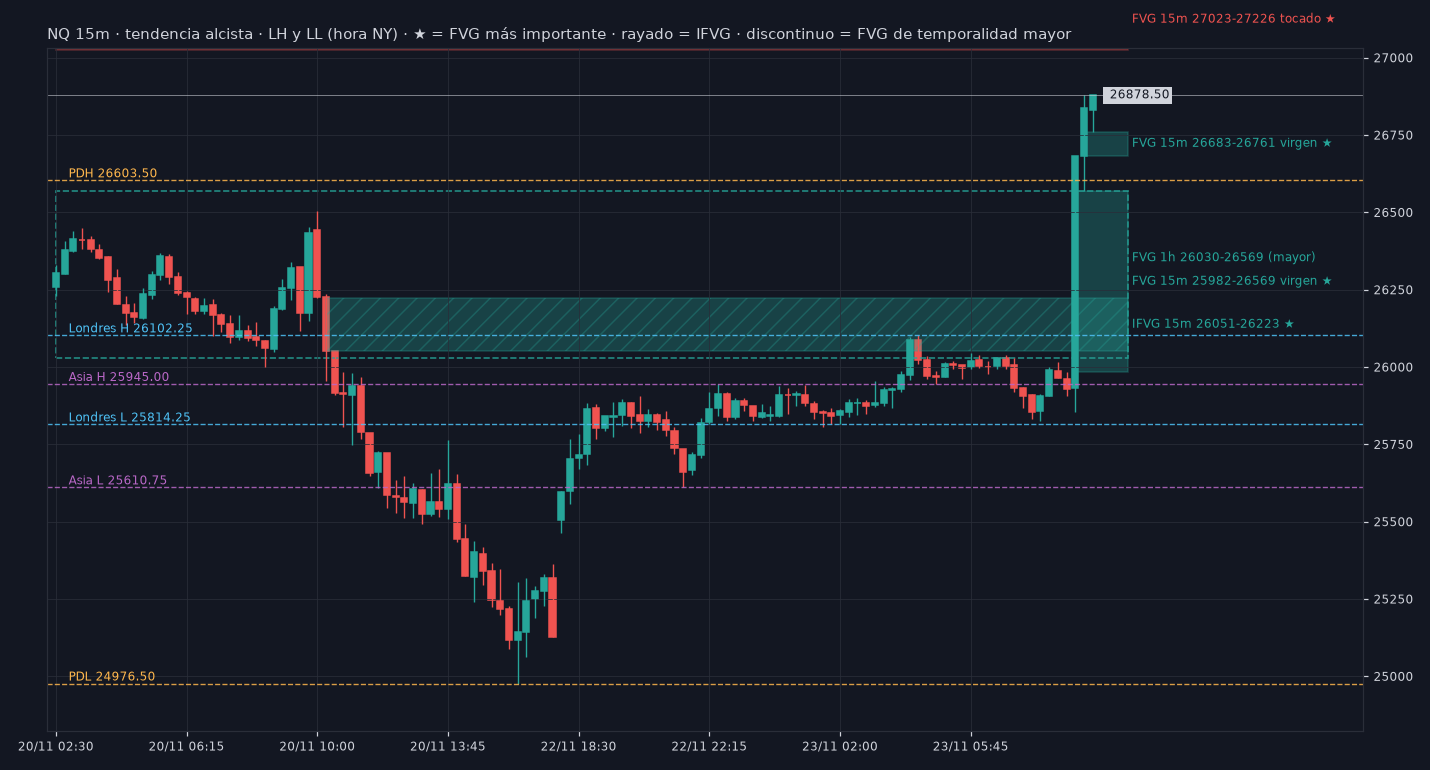 FVG 15m 27023-27226 tocado ★
NQ 15m · tendencia alcista · LH y LL (hora NY) · ★ = FVG más importante · rayado = IFVG · discontinuo = FVG de temporalidad mayor
27000
26878.50
26750
FVG 15m 26683-26761 virgen ★
PDH 26603.50
26500
FVG 1h 26030-26569 (mayor)
FVG 15m 25982-26569 virgen ★
26250
IFVG 15m 26051-26223 ★
Londres H 26102.25
26000
Asia H 25945.00
Londres L 25814.25
25750
Asia L 25610.75
25500
25250
PDL 24976.50
25000
20/11 02:30 20/11 06:15 20/11 10:00 20/11 13:45 22/11 18:30 22/11 22:15 23/11 02:00 23/11 05:45